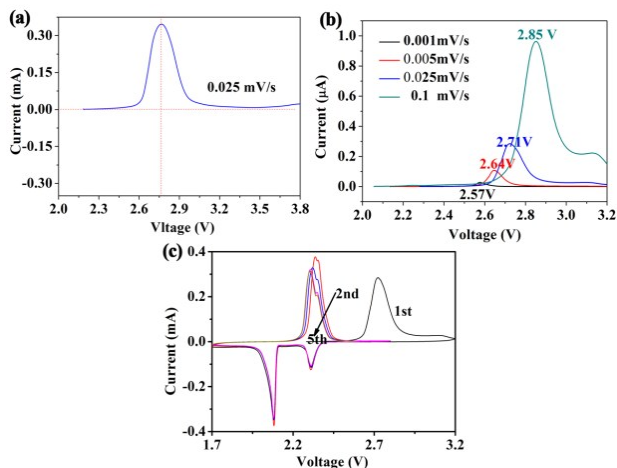 (a)
0.30
0.15
0.00
-0.15
-0.30
Current (mA)
0.025 mV/s
2.0 2.3 2.6 2.9 3.2 3.5 3.8
Vltage (V)
(b)
1.0
0.8
0.6
0.4
0.2
0.0
Current (μA)
0.001mV/s
0.005mV/s
0.025mV/s
0.1 mV/s
2.85 V
2.71V
2.64V
2.57V
2.0 2.2 2.4 2.6 2.8 3.0 3.2
Voltage (V)
(c)
0.4
0.2
0.0
-0.2
-0.4
Current (mA)
2nd
1st
5th
1.7 2.2 2.7 3.2
Voltage (V)